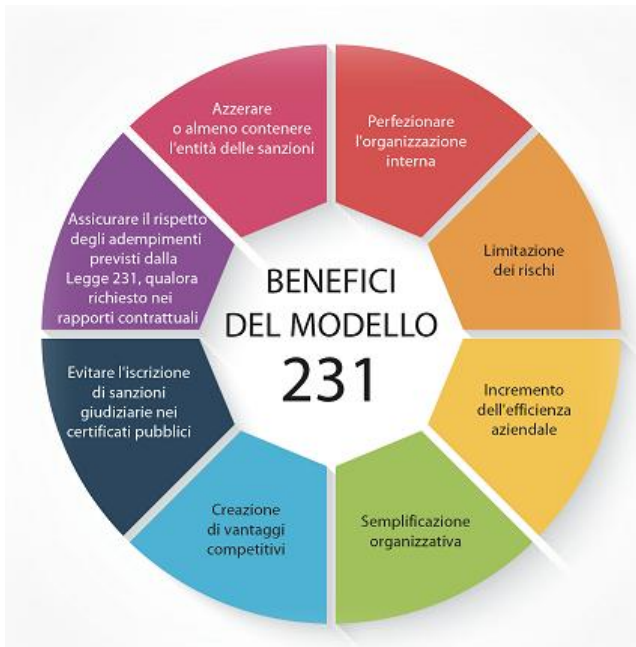 BENEFICI
DEL MODELLO
231
Perfezionare
l'organizzazione
interna
Limitazione
dei rischi
Incremento
dell'efficienza
aziendale
Semplificazione
organizzativa
Creazione
di vantaggi
competitivi
Evitare l'iscrizione
di sanzioni
giudiziarie nei
certificati pubblici
Assicurare il rispetto
degli adempimenti
previsti dalla
Legge 231, qualora
richiesto nei
rapporti contrattuali
Azzerare
o almeno contenere
l'entità delle sanzioni